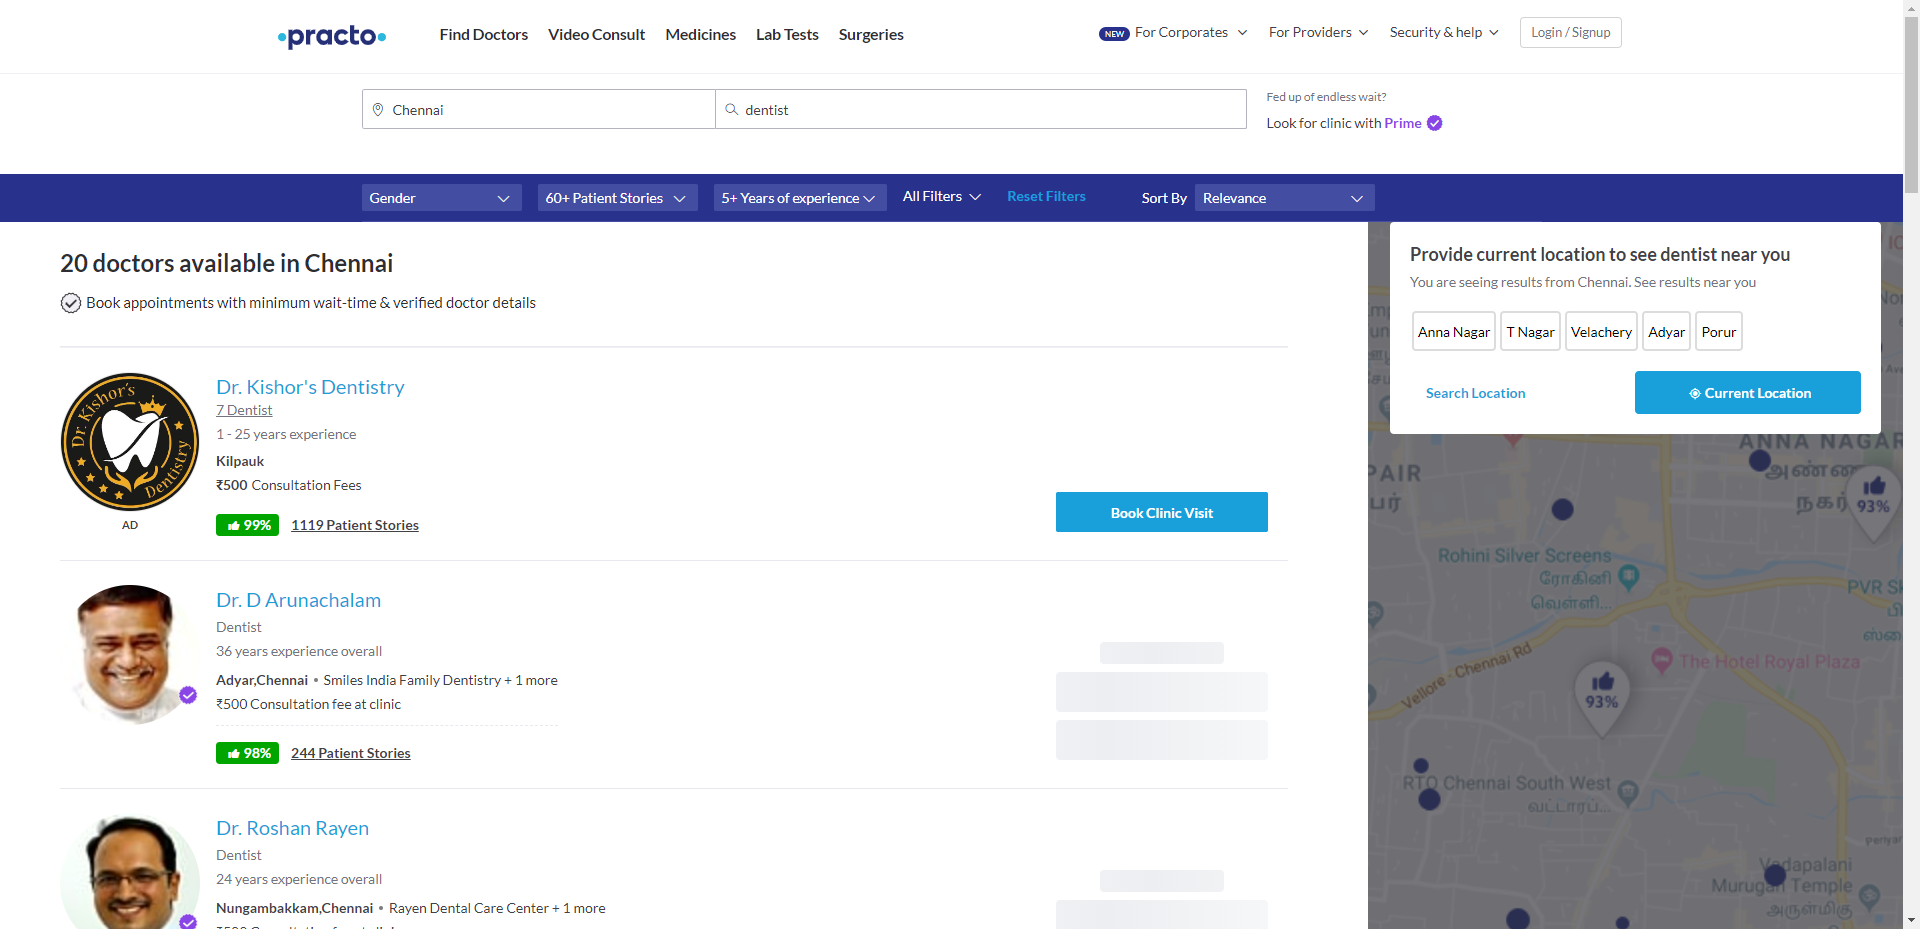 practo
Find Doctors
Video Consult
Medicines
Lab Tests
Surgeries
NEW
For Corporates
For Providers
Security & help
Login / Signup
Chennai
dentist
Fed up of endless wait?
Look for clinic with Prime
Gender
60+ Patient Stories
5+ Years of experience
All Filters
Reset Filters
Sort By
Relevance
20 doctors available in Chennai
Book appointments with minimum wait-time & verified doctor details
Dr. Kishor's
Dentistry
AD
Dr. Kishor's Dentistry
7 Dentist
1 - 25 years experience
Kilpauk
₹500 Consultation Fees
99%
1119 Patient Stories
Book Clinic Visit
Dr. D Arunachalam
Dentist
36 years experience overall
Adyar,Chennai • Smiles India Family Dentistry + 1 more
₹500 Consultation fee at clinic
98%
244 Patient Stories
Dr. Roshan Rayen
Dentist
24 years experience overall
Nungambakkam,Chennai • Rayen Dental Care Center + 1 more
Provide current location to see dentist near you
You are seeing results from Chennai. See results near you
Anna Nagar
T Nagar
Velachery
Adyar
Porur
Search Location
Current Location
ANNA NAGAR
அண்ண
நகர்
93%
PAIR
பர்
Rohini Silver Screens
ரோகினி
வெள்ளி...
PVR SK
Vellore - Chennai Rd
The Hotel Royal Plaza
93%
RTO Chennai South West
வட்டாரப்...
Vadapalani
Murugan Temple
அருள்மிகு